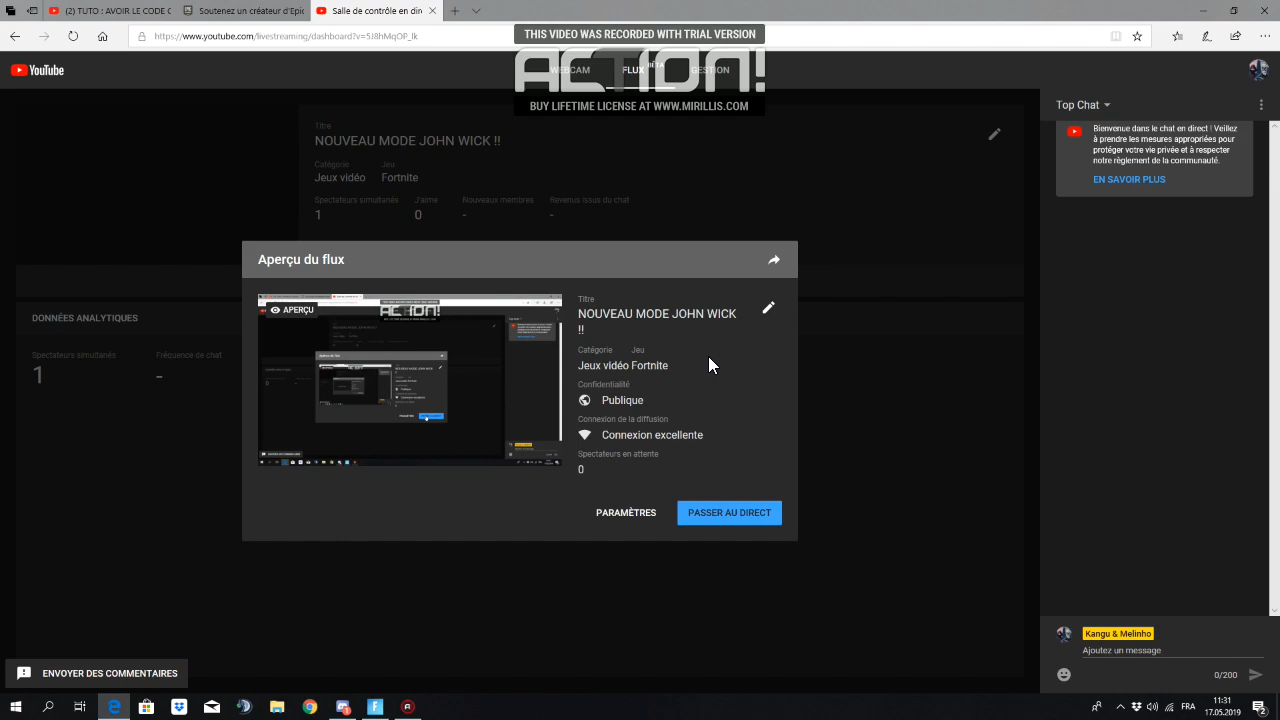 (2) TUTO : AVOIR LE CODE C
Soutenir un créateur
Salle de contrôle en dir
https://www.youtube.com/livestreaming/dashboard?v=5J8hMqOP_Ik
THIS VIDEO WAS RECORDED WITH TRIAL VERSION
ACTION!
BUY LIFETIME LICENSE AT WWW.MIRILLIS.COM
YouTube
WEBCAM
FLUX BÊTA
GESTION
Titre
NOUVEAU MODE JOHN WICK !!
Catégorie Jeu
Jeux vidéo Fortnite
Spectateurs simultanés J'aime Nouveaux membres Revenus issus du chat
1 0 - -
Top Chat
Bienvenue dans le chat en direct ! Veillez
à prendre les mesures appropriées pour
protéger votre vie privée et à respecter
notre règlement de la communauté.
EN SAVOIR PLUS
DONNÉES ANALYTIQUES
Spectateurs simultanés Fréquence de chat
1 -
Aperçu du flux
APERÇU
Titre
NOUVEAU MODE JOHN WICK
!!
Catégorie Jeu
Jeux vidéo Fortnite
Confidentialité
Publique
Connexion de la diffusion
Connexion excellente
Spectateurs en attente
0
PARAMÈTRES
PASSER AU DIRECT
Kangu & Melinho
Ajoutez un message
0/200
ENVOYER DES COMMENTAIRES
FRA
11:31
17.05.2019